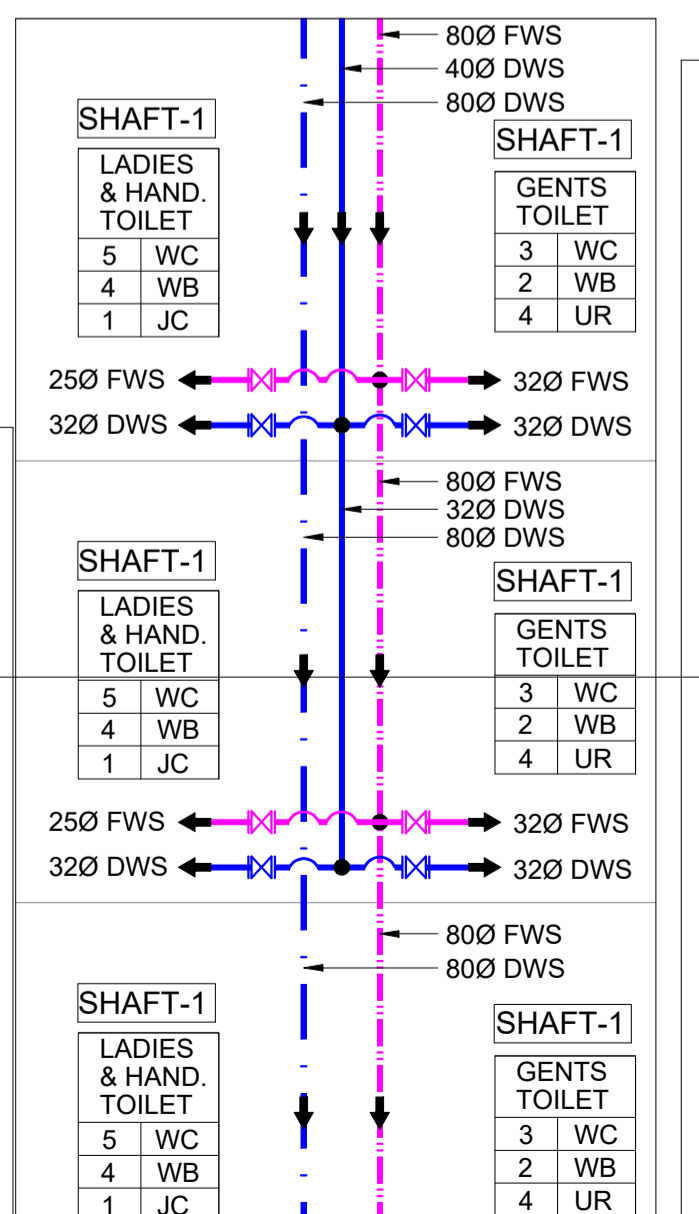 80Ø FWS
40Ø DWS
80Ø DWS
SHAFT-1
LADIES
& HAND.
TOILET
5 WC
4 WB
1 JC
SHAFT-1
GENTS
TOILET
3 WC
2 WB
4 UR
25Ø FWS
32Ø FWS
32Ø DWS
32Ø DWS
80Ø FWS
32Ø DWS
80Ø DWS
SHAFT-1
LADIES
& HAND.
TOILET
5 WC
4 WB
1 JC
SHAFT-1
GENTS
TOILET
3 WC
2 WB
4 UR
25Ø FWS
32Ø FWS
32Ø DWS
32Ø DWS
80Ø FWS
80Ø DWS
SHAFT-1
LADIES
& HAND.
TOILET
5 WC
4 WB
1 JC
SHAFT-1
GENTS
TOILET
3 WC
2 WB
4 UR